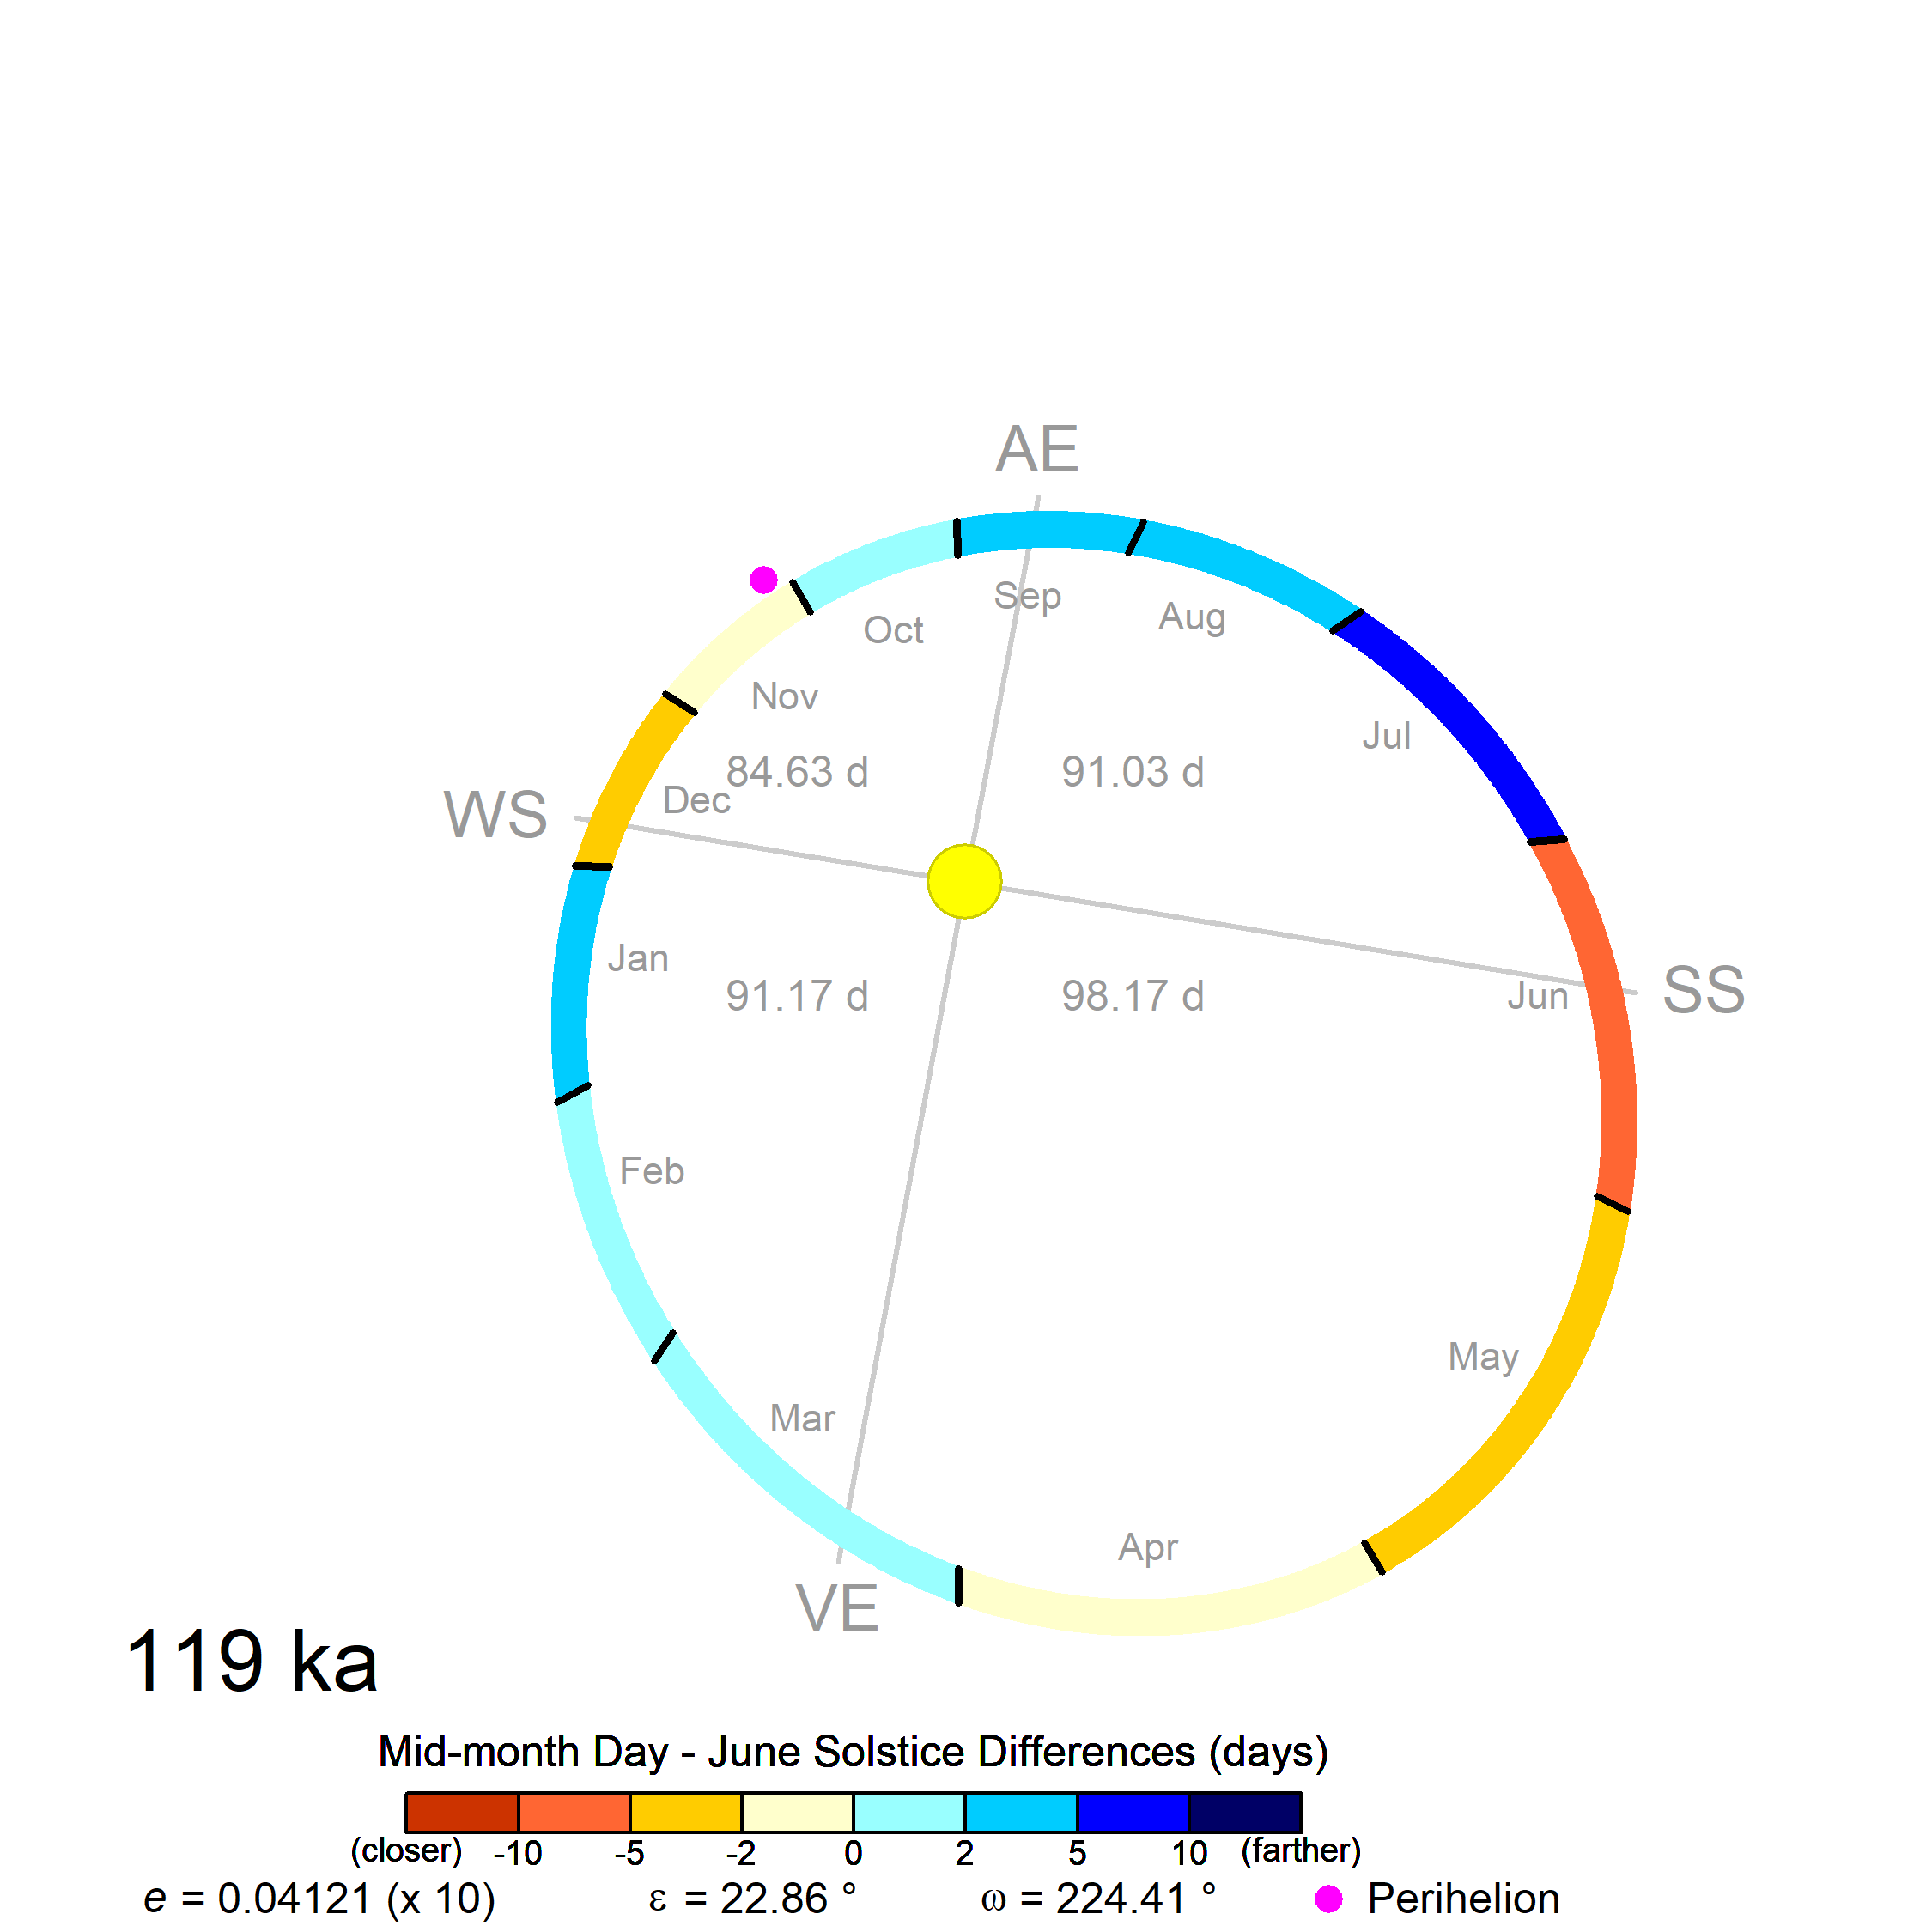 AE
Sep
Aug
Oct
Nov
Jul
84.63 d
91.03 d
Dec
WS
Jan
91.17 d
98.17 d
Jun
SS
Feb
May
Mar
Apr
VE
119 ka
Mid-month Day - June Solstice Differences (days)
(closer) -10 -5 -2 0 2 5 10 (farther)
e = 0.04121 (x 10) ε = 22.86 ° ω = 224.41 ° Perihelion